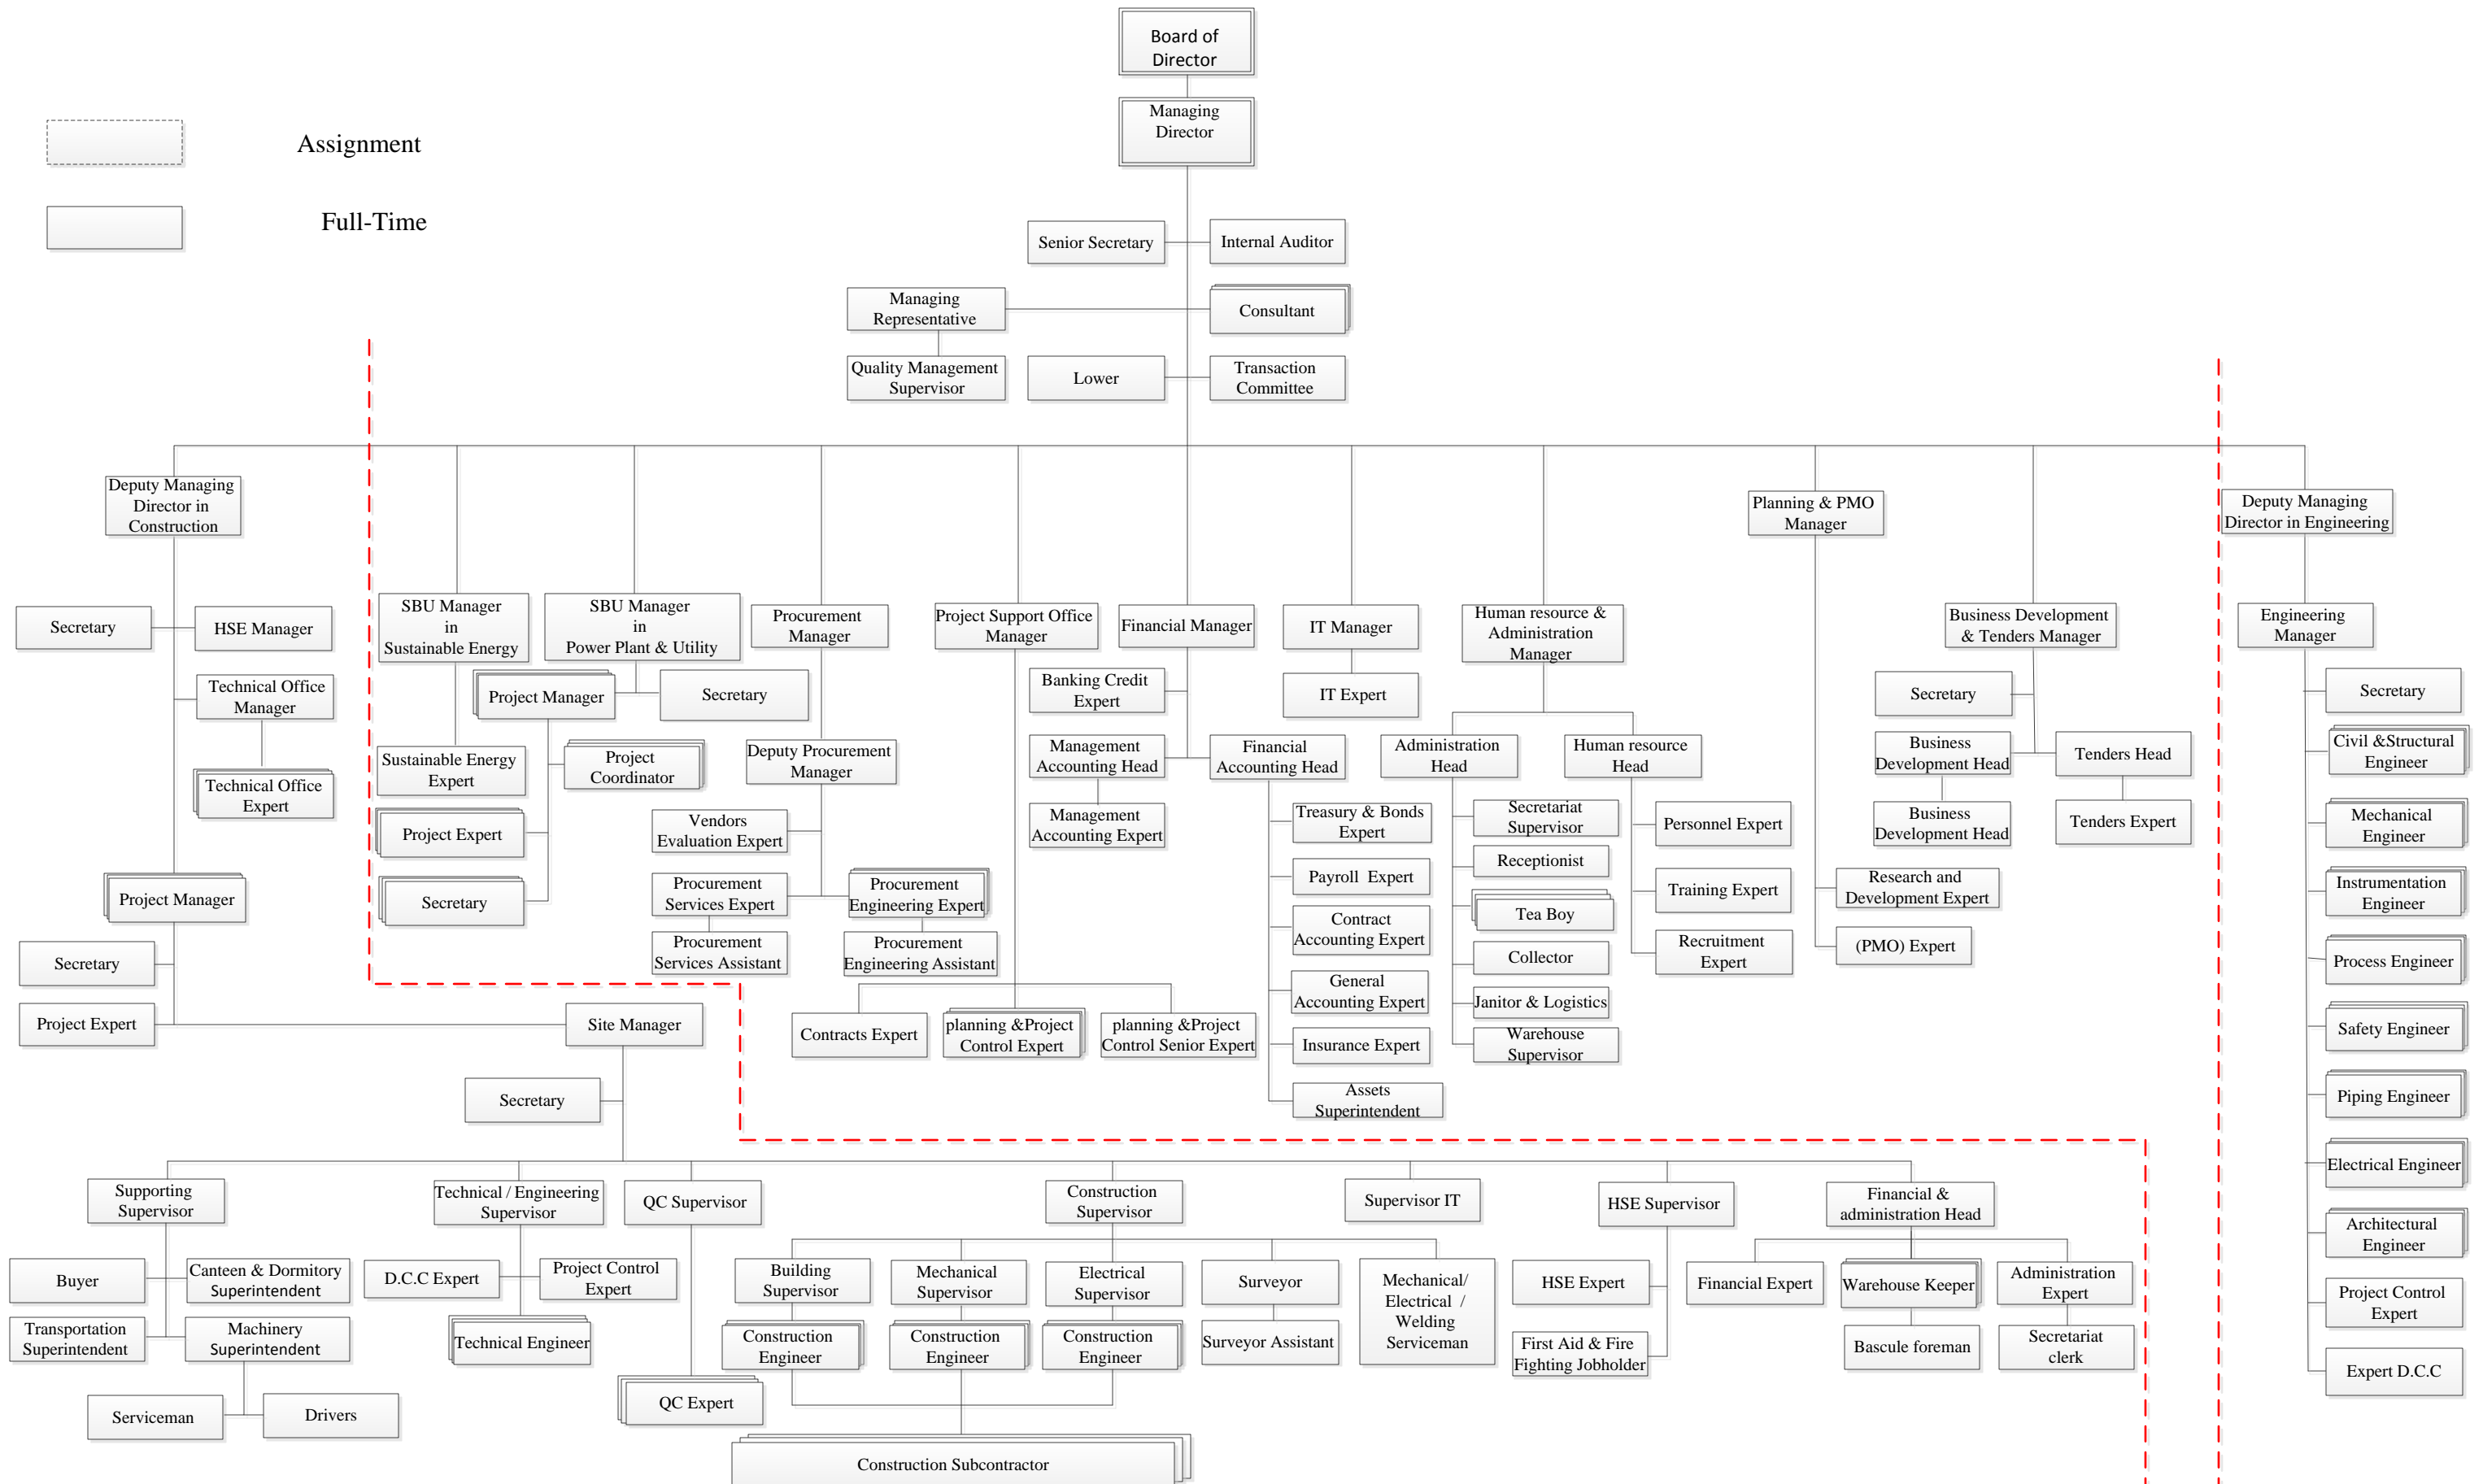 Board of
Director
Managing
Director
Assignment
Full-Time
Senior Secretary
Internal Auditor
Managing
Representative
Consultant
Quality Management
Supervisor
Lower
Transaction
Committee
Deputy Managing
Director in
Construction
Planning & PMO
Manager
Deputy Managing
Director in Engineering
Secretary
HSE Manager
SBU Manager
in
Sustainable Energy
SBU Manager
in
Power Plant & Utility
Procurement
Manager
Project Support Office
Manager
Financial Manager
IT Manager
Human resource &
Administration
Manager
Business Development
& Tenders Manager
Engineering
Manager
Technical Office
Manager
Project Manager
Secretary
Banking Credit
Expert
IT Expert
Secretary
Secretary
Technical Office
Expert
Sustainable Energy
Expert
Project
Coordinator
Deputy Procurement
Manager
Management
Accounting Head
Financial
Accounting Head
Administration
Head
Human resource
Head
Business
Development Head
Tenders Head
Civil &Structural
Engineer
Project Expert
Vendors
Evaluation Expert
Management
Accounting Expert
Treasury & Bonds
Expert
Secretariat
Supervisor
Personnel Expert
Business
Development Head
Tenders Expert
Mechanical
Engineer
Receptionist
Payroll  Expert
Training Expert
Research and
Development Expert
Instrumentation
Engineer
Project Manager
Secretary
Procurement
Services Expert
Procurement
Engineering Expert
Tea Boy
Contract
Accounting Expert
Secretary
Procurement
Services Assistant
Procurement
Engineering Assistant
Collector
Recruitment
Expert
(PMO) Expert
Process Engineer
General
Accounting Expert
Janitor & Logistics
Project Expert
Site Manager
Contracts Expert
planning &Project
Control Expert
planning &Project
Control Senior Expert
Insurance Expert
Warehouse
Supervisor
Safety Engineer
Secretary
Assets
Superintendent
Piping Engineer
Supporting
Supervisor
Technical / Engineering
Supervisor
QC Supervisor
Construction
Supervisor
Supervisor IT
HSE Supervisor
Financial &
administration Head
Electrical Engineer
Architectural
Engineer
Buyer
Canteen & Dormitory
Superintendent
D.C.C Expert
Project Control
Expert
Building
Supervisor
Mechanical
Supervisor
Electrical
Supervisor
Surveyor
Mechanical/
Electrical  /
Welding
Serviceman
HSE Expert
Financial Expert
Warehouse Keeper
Administration
Expert
Project Control
Expert
Transportation
Superintendent
Machinery
Superintendent
Technical Engineer
Construction
Engineer
Construction
Engineer
Construction
Engineer
Surveyor Assistant
First Aid & Fire
Fighting Jobholder
Bascule foreman
Secretariat
clerk
Expert D.C.C
Serviceman
Drivers
QC Expert
Construction Subcontractor